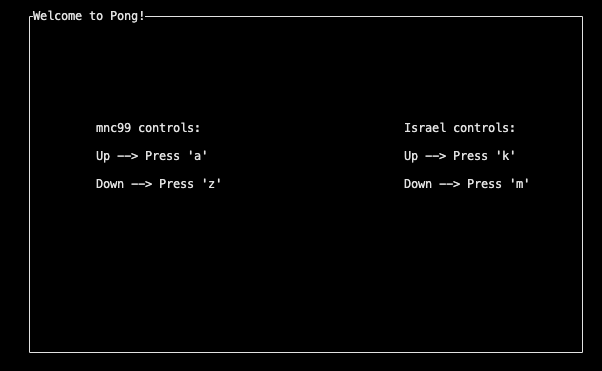 Welcome to Pong!
mnc99 controls:
Up --> Press 'a'
Down --> Press 'z'
Israel controls:
Up --> Press 'k'
Down --> Press 'm'